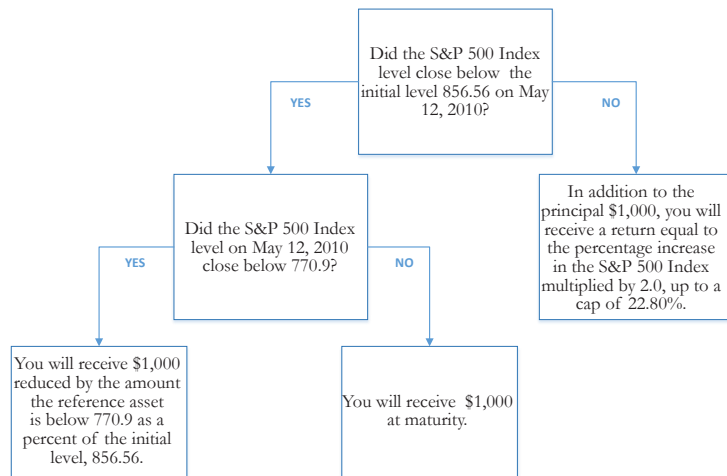 Did the S&P 500 Index
level close below the
initial level 856.56 on May
12, 2010?
YES
NO
Did the S&P 500 Index
level on May 12, 2010
close below 770.9?
In addition to the
principal $1,000, you will
receive a return equal to
the percentage increase
in the S&P 500 Index
multiplied by 2.0, up to a
cap of 22.80%.
YES
NO
You will receive $1,000
reduced by the amount
the reference asset
is below 770.9 as a
percent of the initial
level, 856.56.
You will receive $1,000
at maturity.